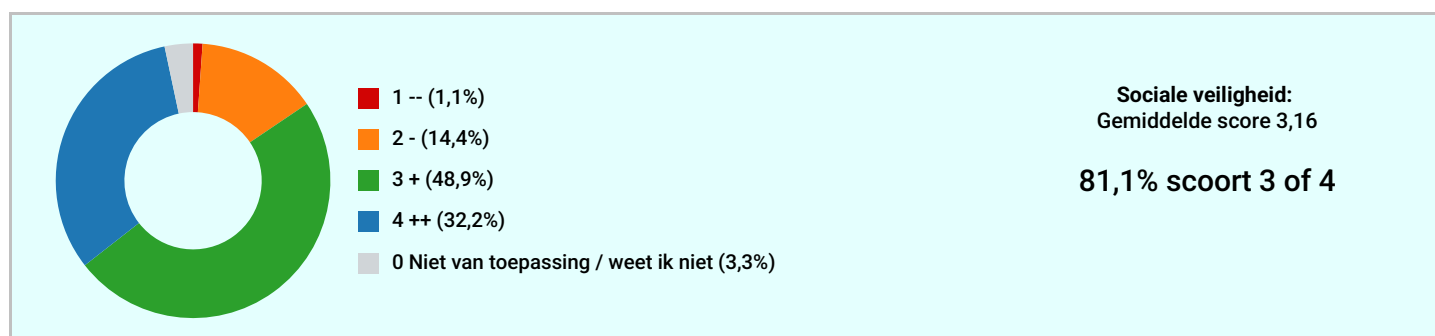 1 -- (1,1%)
2 - (14,4%)
3 + (48,9%)
4 ++ (32,2%)
0 Niet van toepassing / weet ik niet (3,3%)
Sociale veiligheid:
Gemiddelde score 3,16
81,1% scoort 3 of 4